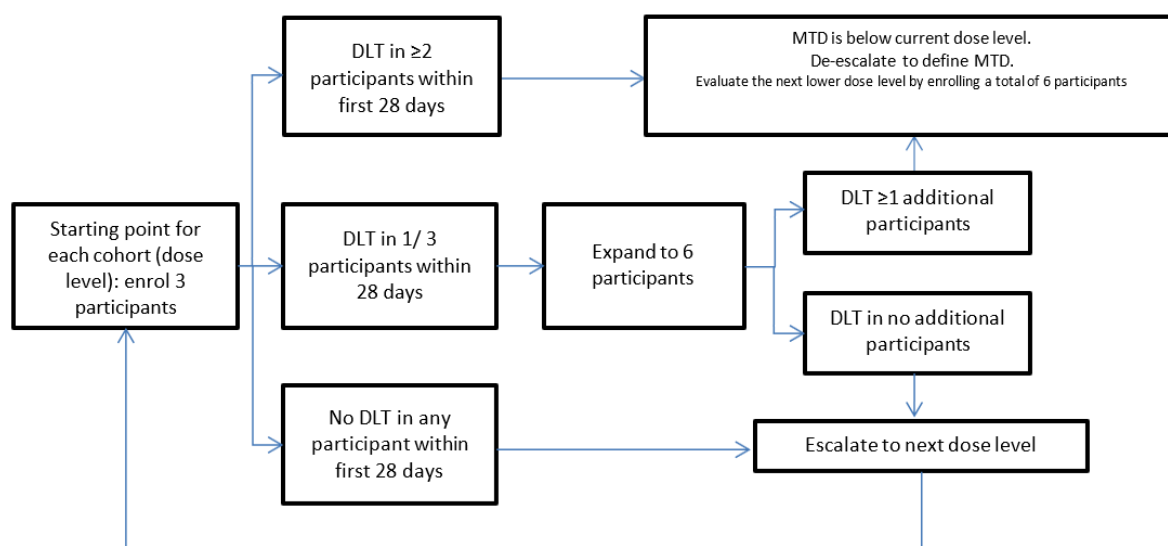 Starting point for
each cohort (dose
level): enrol 3
participants
DLT in ≥2
participants within
first 28 days
DLT in 1/ 3
participants within
28 days
No DLT in any
participant within
first 28 days
Expand to 6
participants
MTD is below current dose level.
De-escalate to define MTD.
Evaluate the next lower dose level by enrolling a total of 6 participants
DLT ≥1 additional
participants
DLT in no additional
participants
Escalate to next dose level